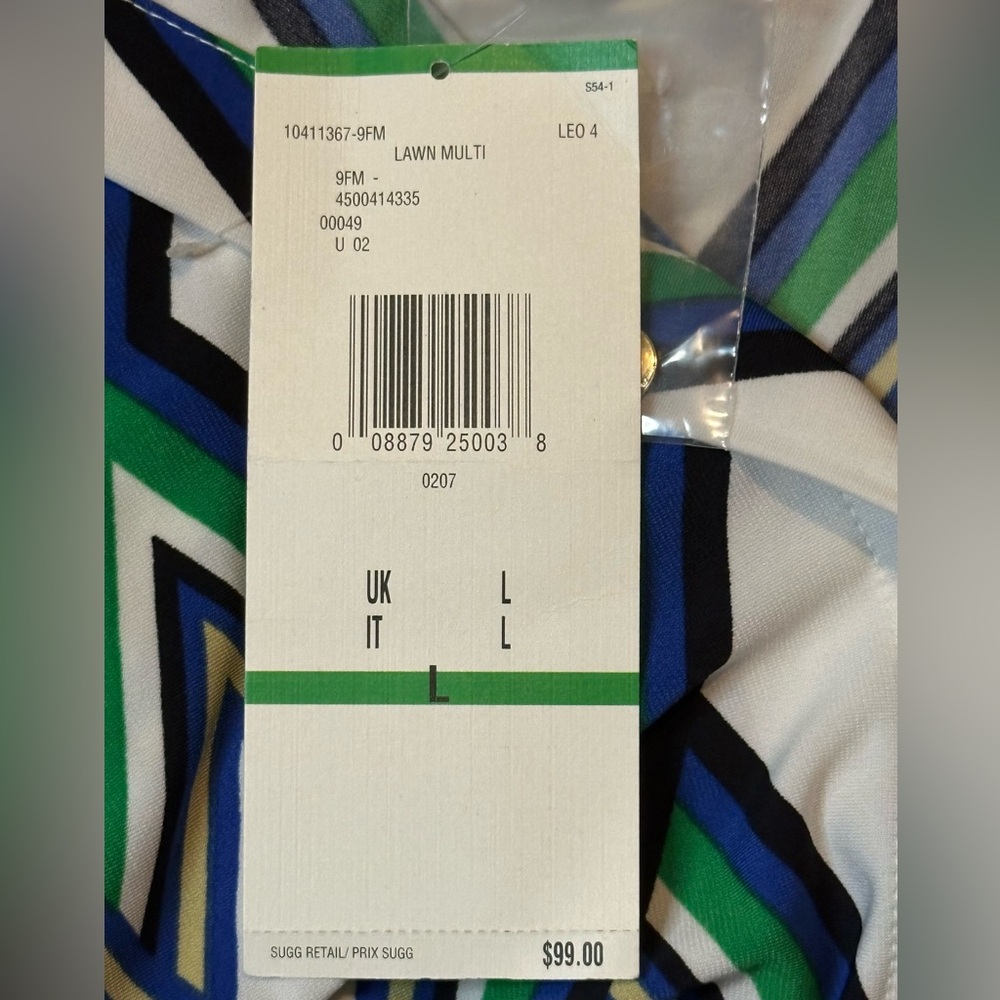 S54-1
10411367-9FM LEO 4
LAWN MULTI
9FM -
4500414335
00049
U 02
0 08879 25003 8
0207
UK L
IT L
L
SUGG RETAIL/ PRIX SUGG $99.00